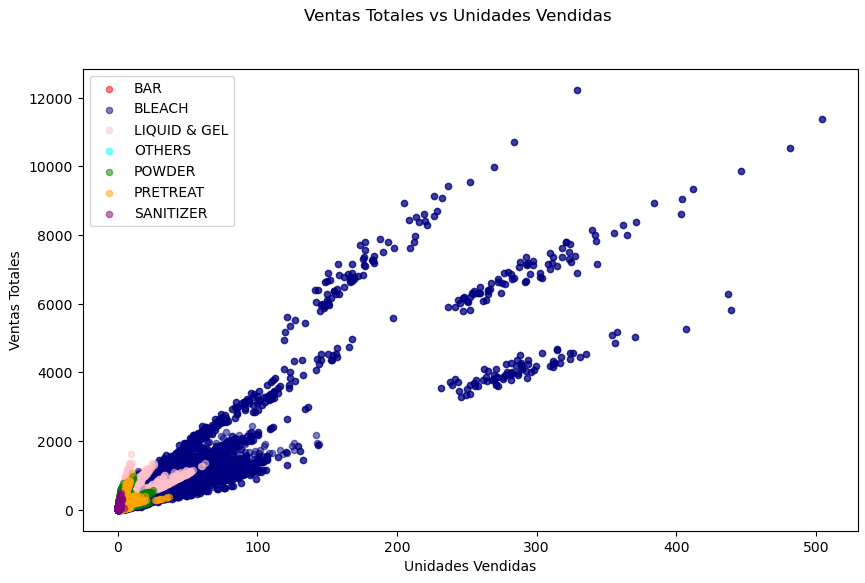 Ventas Totales vs Unidades Vendidas
BAR
BLEACH
LIQUID & GEL
OTHERS
POWDER
PRETREAT
SANITIZER
Ventas Totales
12000
10000
8000
6000
4000
2000
0
0 100 200 300 400 500
Unidades Vendidas